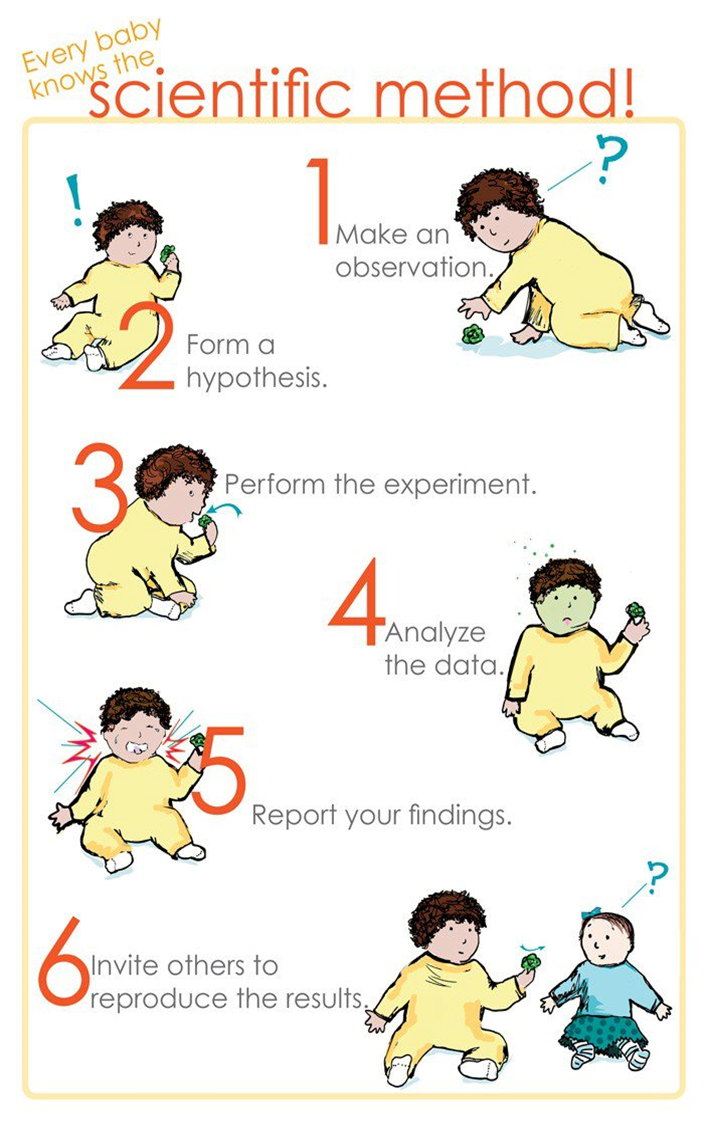 Every baby
knows the
scientific method!
?
1
Make an
observation.
!
2
Form a
hypothesis.
3
Perform the experiment.
4
Analyze
the data.
5
Report your findings.
?
6
Invite others to
reproduce the results.